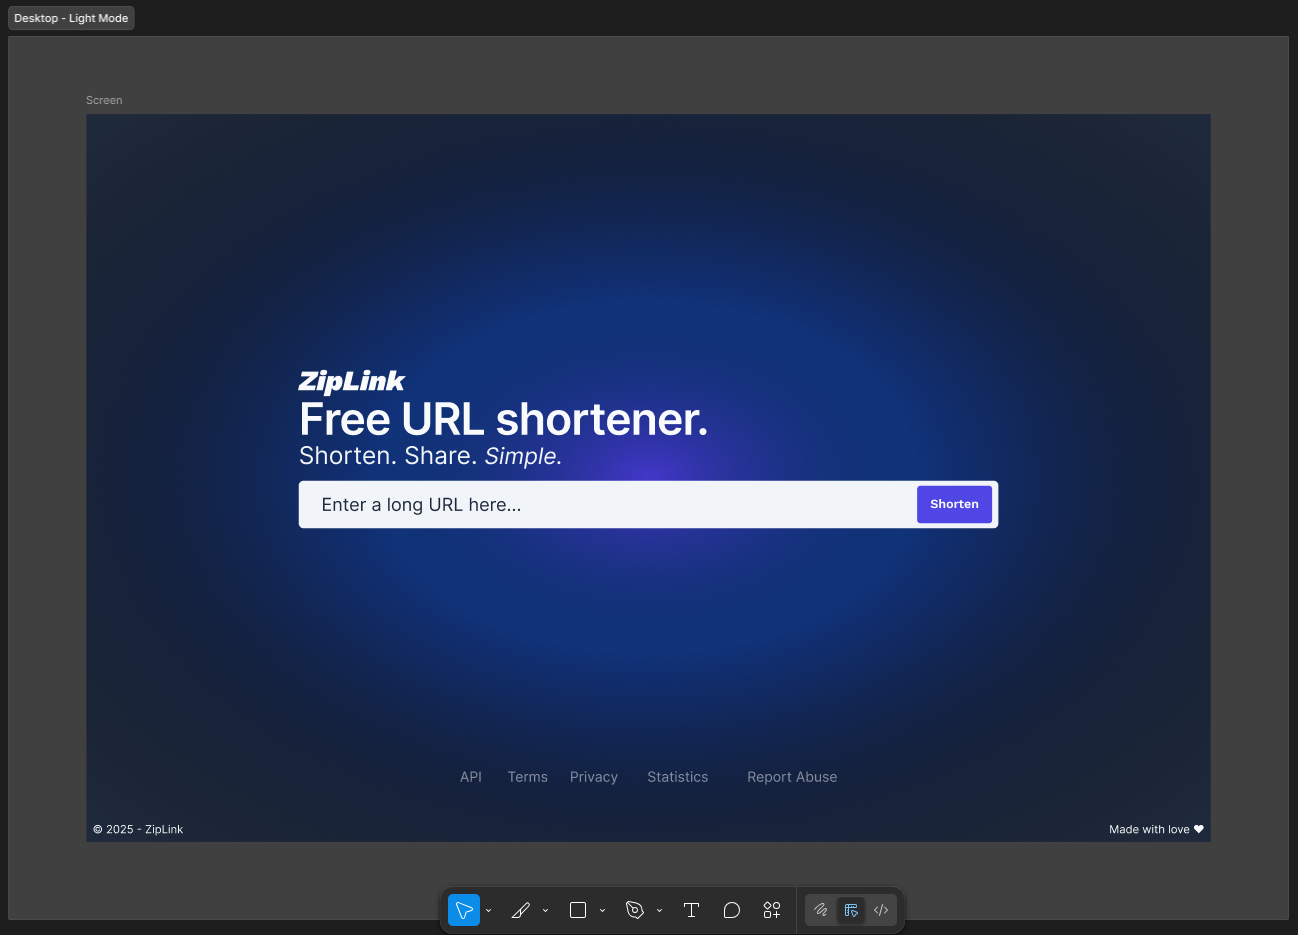 Desktop - Light Mode
Screen
ZipLink
Free URL shortener.
Shorten. Share. Simple.
Enter a long URL here...
Shorten
API Terms Privacy Statistics Report Abuse
© 2025 - ZipLink
Made with love ♥